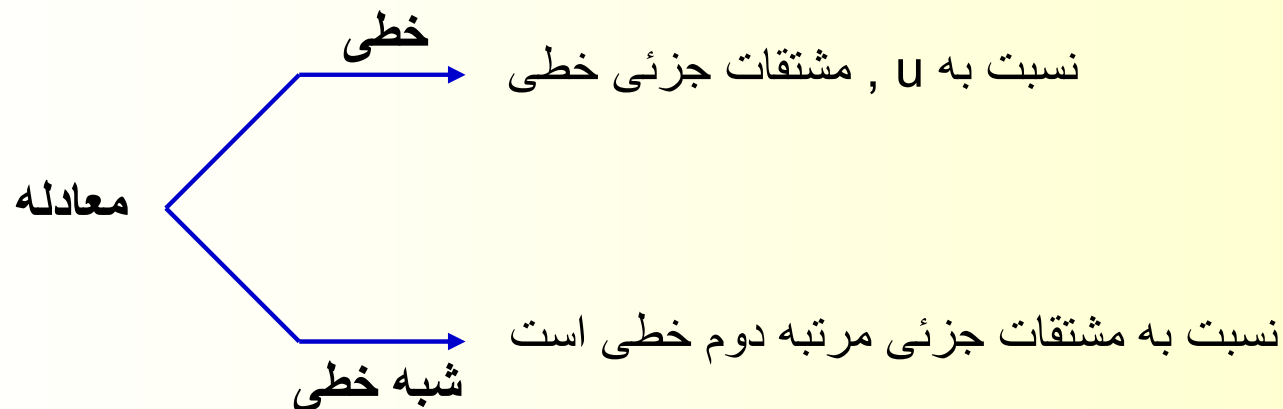 خطی
نسبت به u , مشتقات جزئی خطی
معادله
نسبت به مشتقات جزئی مرتبه دوم خطی است
شبه خطی